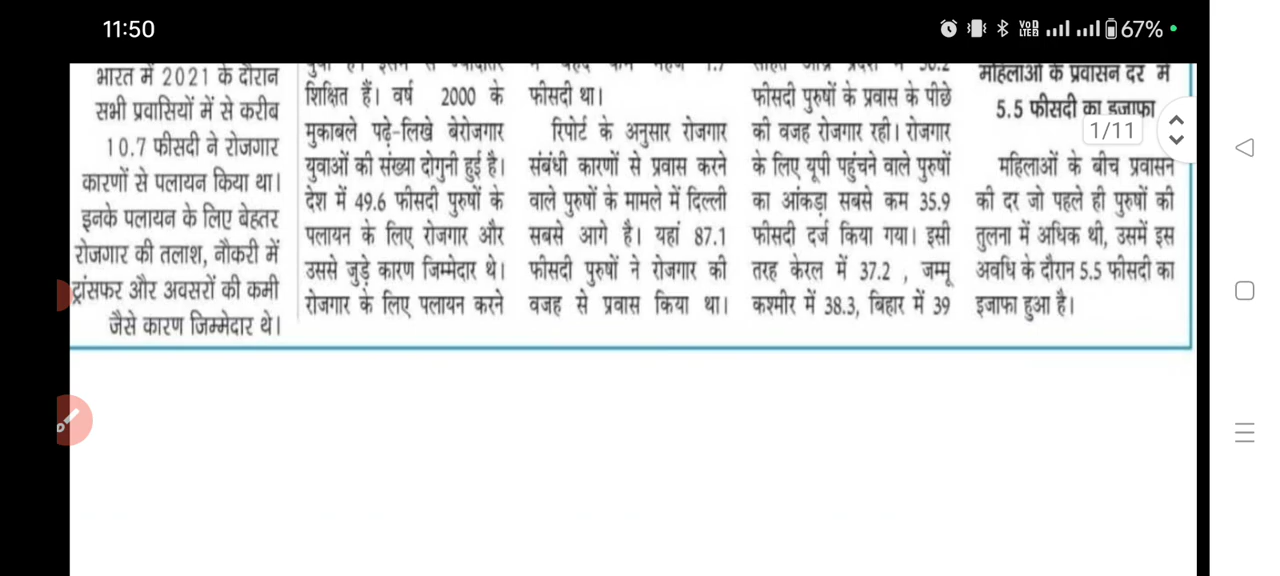 11:50
VoD LTEB
67%
भारत में 2021 के दौरान
सभी प्रवासियों में से करीब
10.7 फीसदी ने रोजगार
कारणों से पलायन किया था।
इनके पलायन के लिए बेहतर
रोजगार की तलाश, नौकरी में
ट्रांसफर और अवसरों की कमी
जैसे कारण जिम्मेदार थे।
शिक्षित हैं। वर्ष 2000 के
मुकाबले पढ़े-लिखे बेरोजगार
युवाओं की संख्या दोगुनी हुई है।
देश में 49.6 फीसदी पुरुषों के
पलायन के लिए रोजगार और
उससे जुड़े कारण जिम्मेदार थे।
रोजगार के लिए पलायन करने
फीसदी था।
रिपोर्ट के अनुसार रोजगार
संबंधी कारणों से प्रवास करने
वाले पुरुषों के मामले में दिल्ली
सबसे आगे है। यहां 87.1
फीसदी पुरुषों ने रोजगार की
वजह से प्रवास किया था।
फीसदी पुरुषों के प्रवास के पीछे
की वजह रोजगार रही। रोजगार
के लिए यूपी पहुंचने वाले पुरुषों
का आंकड़ा सबसे कम 35.9
फीसदी दर्ज किया गया। इसी
तरह केरल में 37.2 , जम्मू
कश्मीर में 38.3, बिहार में 39
महिलाओं के प्रवासन दर में
5.5 फीसदी का इजाफा
1/11
महिलाओं के बीच प्रवासन
की दर जो पहले ही पुरुषों की
तुलना में अधिक थी, उसमें इस
अवधि के दौरान 5.5 फीसदी का
इजाफा हुआ है।